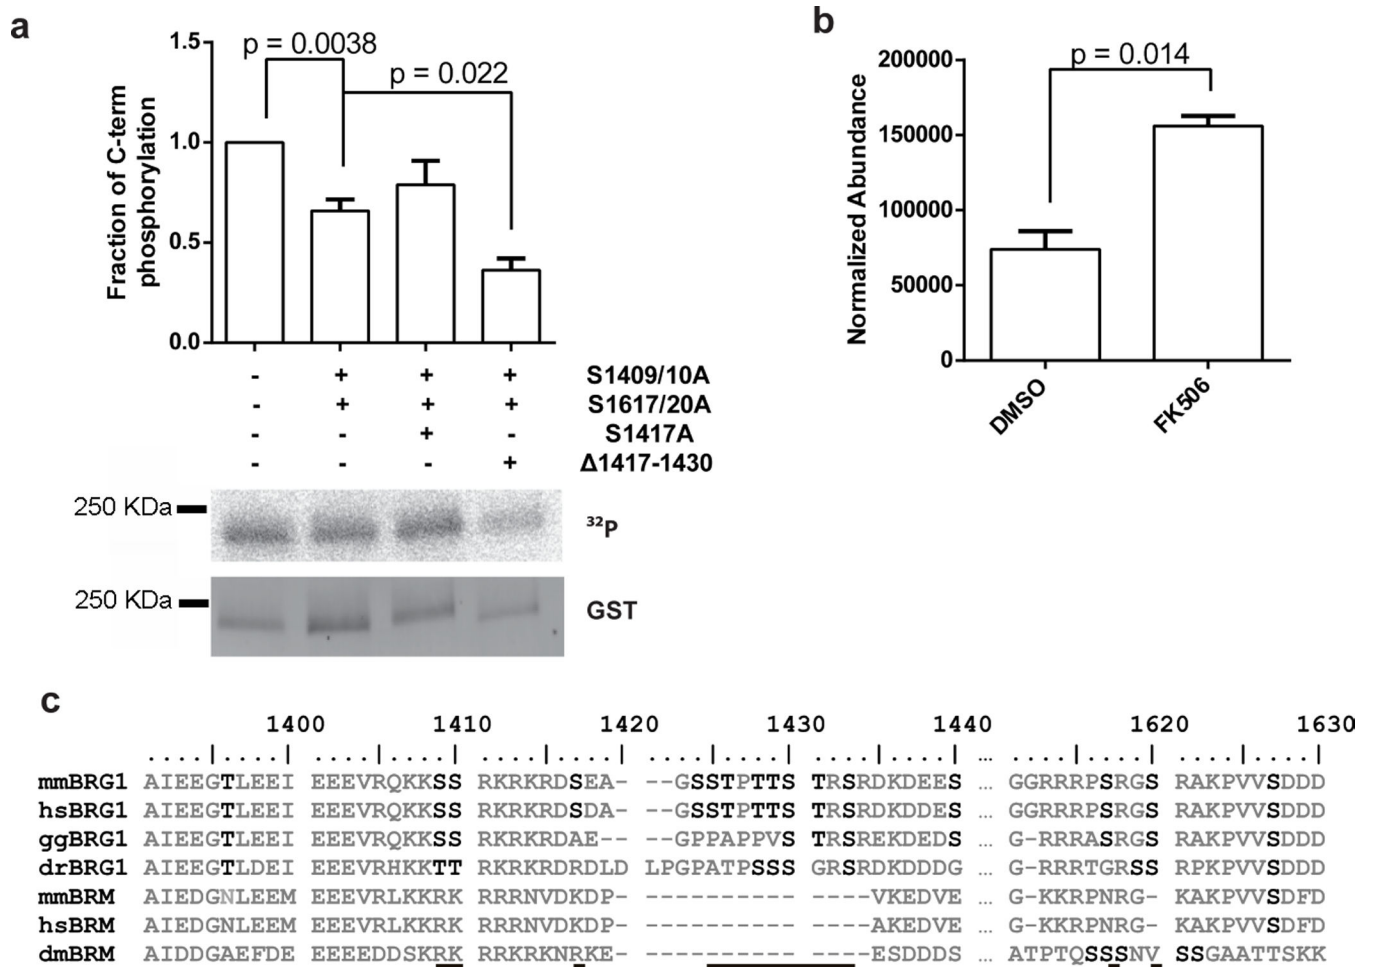 a
1.5
1.0
0.5
0.0
Fraction of C-term
phosphorylation
p = 0.0038
p = 0.022
- + + + S1409/10A
- + + + S1617/20A
- - + - S1417A
- - - + Δ1417-1430
250 KDa
³²P
250 KDa
GST
b
200000
150000
100000
50000
0
Normalized Abundance
p = 0.014
DMSO
FK506
c
1400 1410 1420 1430 1440 1620 1630
mmBRG1 AIEEGTLEEI EEEVRQKKSS RKRKRDSEA- --GSSTPTTS TRSRDKDEES ... GGRRRPSRGS RAKPVVSDDD
hsBRG1 AIEEGTLEEI EEEVRQKKSS RKRKRDSDA- --GSSTPTTS TRSRDKDEES ... GGRRRPSRGS RAKPVVSDDD
ggBRG1 AIEEGTLEEI EEEVRQKKSS RKRKRDAE-- --GPPAPPVS TRSREKDEDS ... G-RRRASRGS RAKPVVSDDD
drBRG1 AIEEGTLDEI EEEVRHKKTT RKRKRDRDLD LPGPATPSSS GRSRDKDDDG ... G-RRRTGRSS RPKPVVSDDD
mmBRM AIEDGNLEEM EEEVRLKKRK RRRNVDKDP- ---------- ----VKEDVE ... G-KKRPNRG- KAKPVVSDFD
hsBRM AIEDGNLEEM EEEVRLKKRK RRRNVDKDP- ---------- ----AKEDVE ... G-KKRPNRG- KAKPVVSDFD
dmBRM AIDDGAEFDE EEEEDDSKRK RRKRKNRKE- ---------- ----ESDDDS ... ATPTQSSSNV SSGAATTSKK